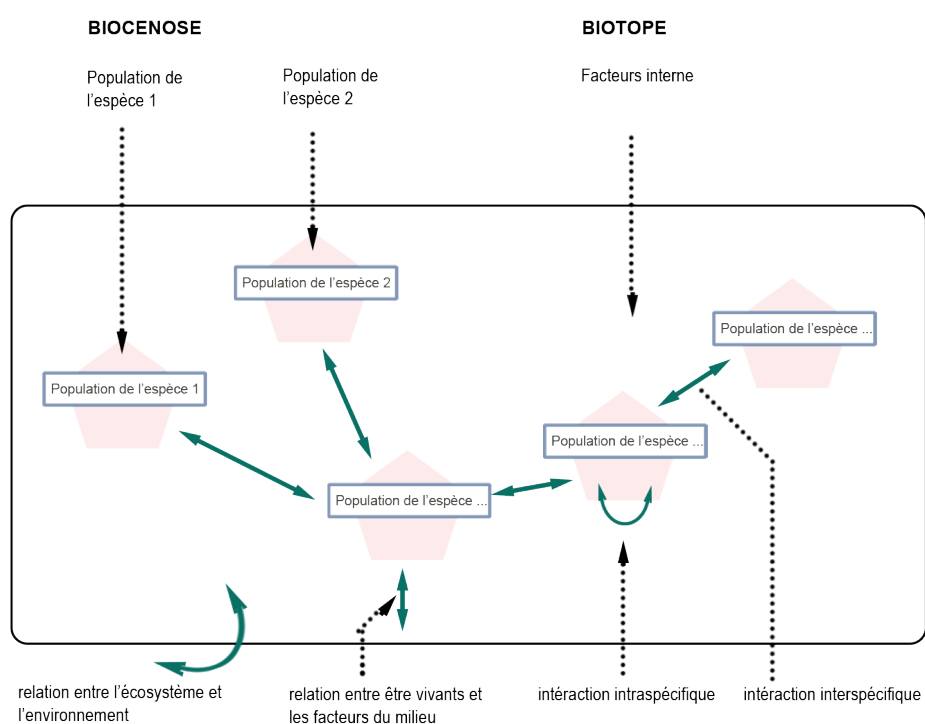 BIOCENOSE
BIOTOPE
Population de
l'espèce 1
Population de
l'espèce 2
Facteurs interne
Population de l'espèce 2
Population de l'espèce ...
Population de l'espèce 1
Population de l'espèce ...
Population de l'espèce ...
relation entre l'écosystème et
l'environnement
relation entre être vivants et
les facteurs du milieu
intéraction intraspécifique
intéraction interspécifique